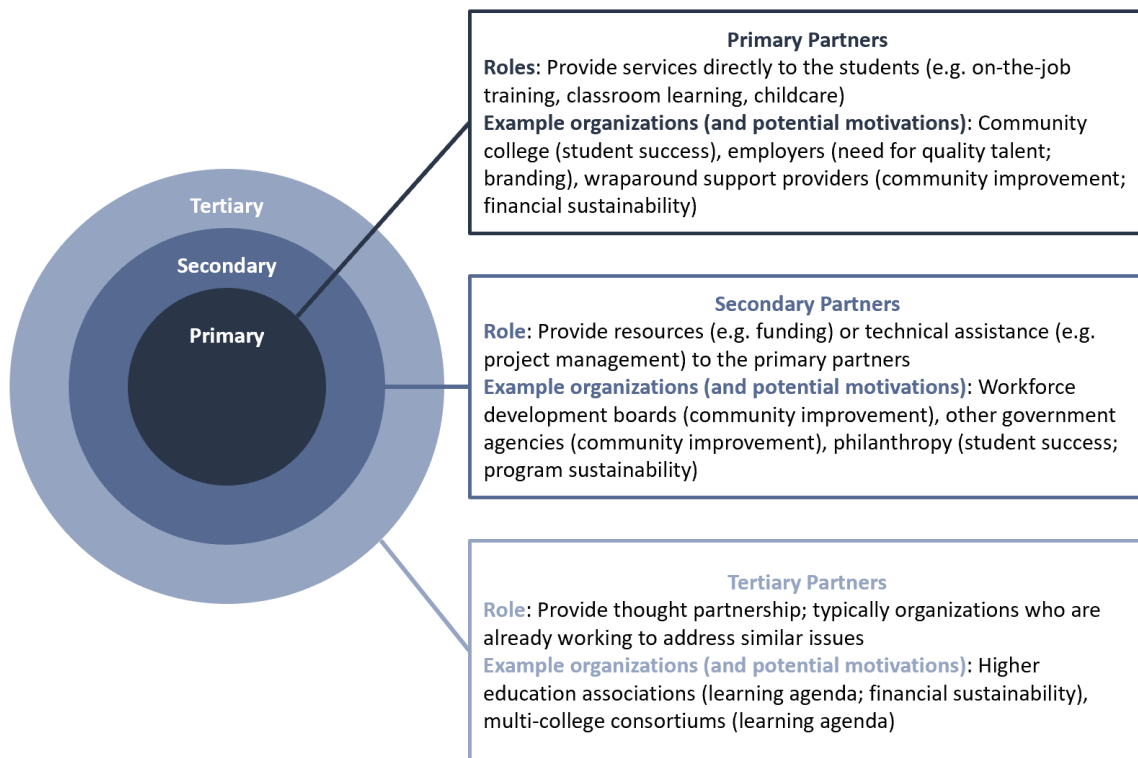 Tertiary
Secondary
Primary
Primary Partners
Roles: Provide services directly to the students (e.g. on-the-job
training, classroom learning, childcare)
Example organizations (and potential motivations): Community
college (student success), employers (need for quality talent;
branding), wraparound support providers (community improvement;
financial sustainability)
Secondary Partners
Role: Provide resources (e.g. funding) or technical assistance (e.g.
project management) to the primary partners
Example organizations (and potential motivations): Workforce
development boards (community improvement), other government
agencies (community improvement), philanthropy (student success;
program sustainability)
Tertiary Partners
Role: Provide thought partnership; typically organizations who are
already working to address similar issues
Example organizations (and potential motivations): Higher
education associations (learning agenda; financial sustainability),
multi-college consortiums (learning agenda)